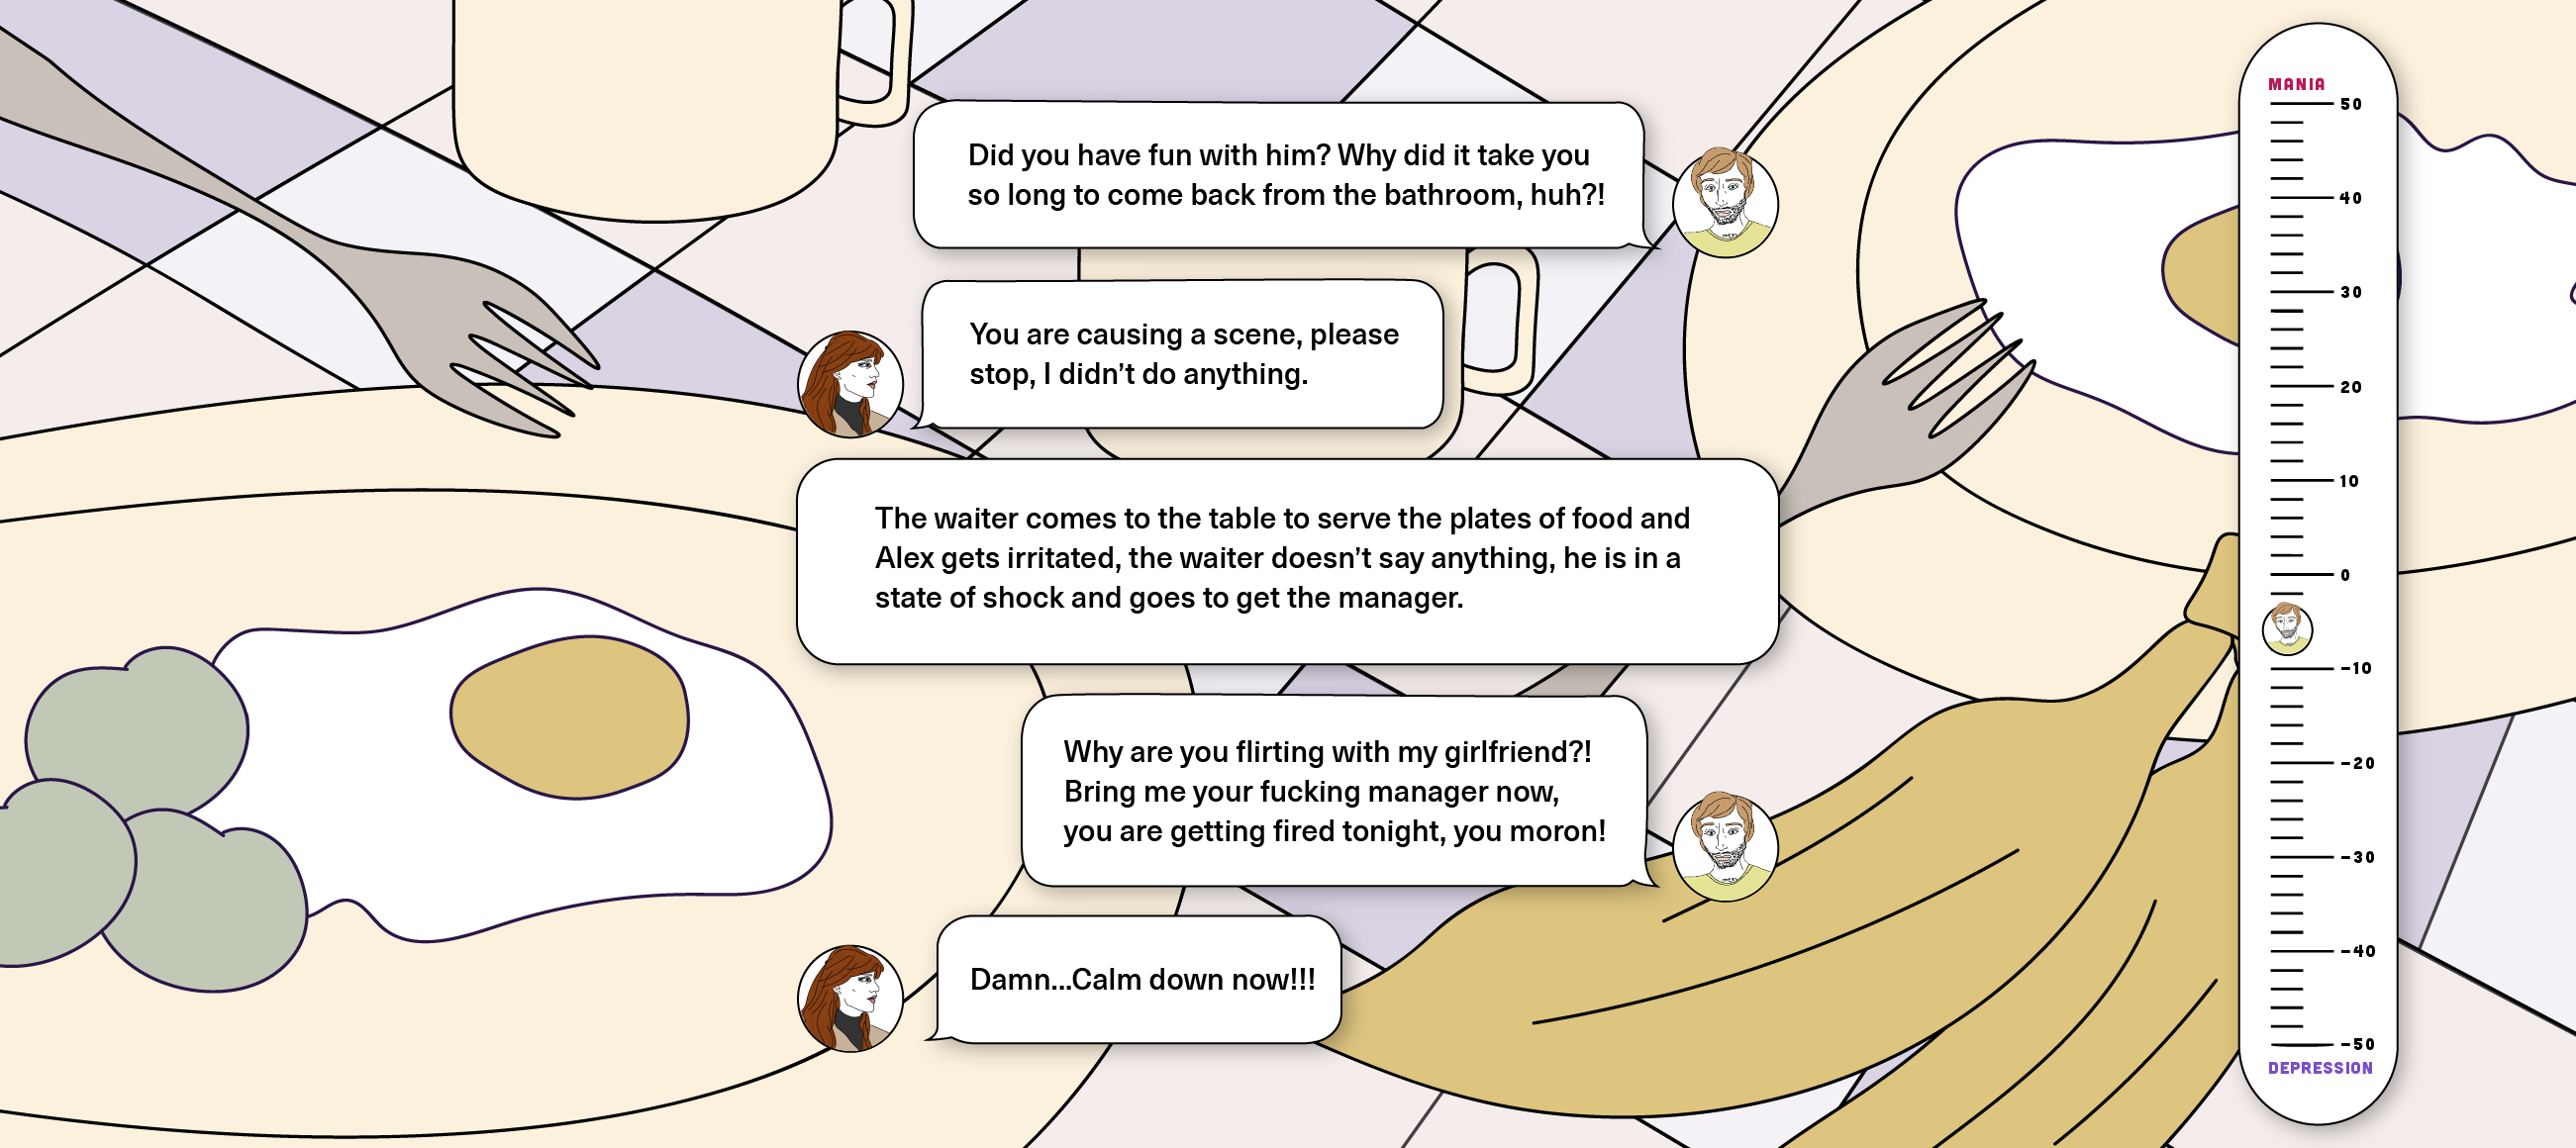 Did you have fun with him? Why did it take you
so long to come back from the bathroom, huh?!
You are causing a scene, please
stop, I didn’t do anything.
The waiter comes to the table to serve the plates of food and
Alex gets irritated, the waiter doesn’t say anything, he is in a
state of shock and goes to get the manager.
Why are you flirting with my girlfriend?!
Bring me your fucking manager now,
you are getting fired tonight, you moron!
Damn...Calm down now!!!
MANIA
50
40
30
20
10
0
-10
-20
-30
-40
-50
DEPRESSION